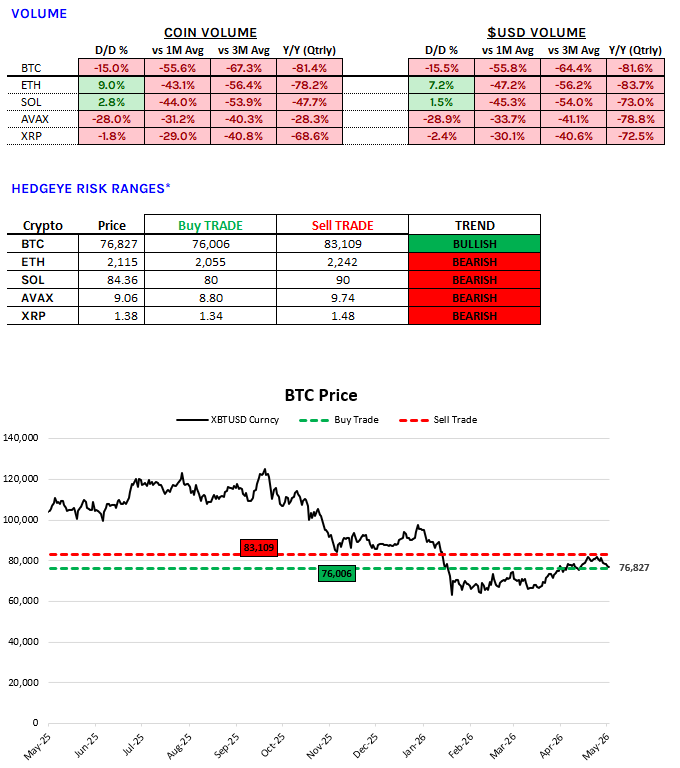 VOLUME
COIN VOLUME $USD VOLUME
D/D % vs 1M Avg vs 3M Avg Y/Y (Qtrly) D/D % vs 1M Avg vs 3M Avg Y/Y (Qtrly)
BTC -15.0% -55.6% -67.3% -81.4% -15.5% -55.8% -64.4% -81.6%
ETH 9.0% -43.1% -56.4% -78.2% 7.2% -47.2% -56.2% -83.7%
SOL 2.8% -44.0% -53.9% -47.7% 1.5% -45.3% -54.0% -73.0%
AVAX -28.0% -31.2% -40.3% -28.3% -28.9% -33.7% -41.1% -78.8%
XRP -1.8% -29.0% -40.8% -68.6% -2.4% -30.1% -40.6% -72.5%
HEDGEYE RISK RANGES*
Crypto Price Buy TRADE Sell TRADE TREND
BTC 76,827 76,006 83,109 BULLISH
ETH 2,115 2,055 2,242 BEARISH
SOL 84.36 80 90 BEARISH
AVAX 9.06 8.80 9.74 BEARISH
XRP 1.38 1.34 1.48 BEARISH
BTC Price
XBTUSD Curncy Buy Trade Sell Trade
140,000
120,000
100,000
83,109
80,000
76,006
76,827
60,000
40,000
20,000
0
May-25 Jun-25 Jul-25 Aug-25 Sep-25 Oct-25 Nov-25 Dec-25 Jan-26 Feb-26 Mar-26 Apr-26 May-26